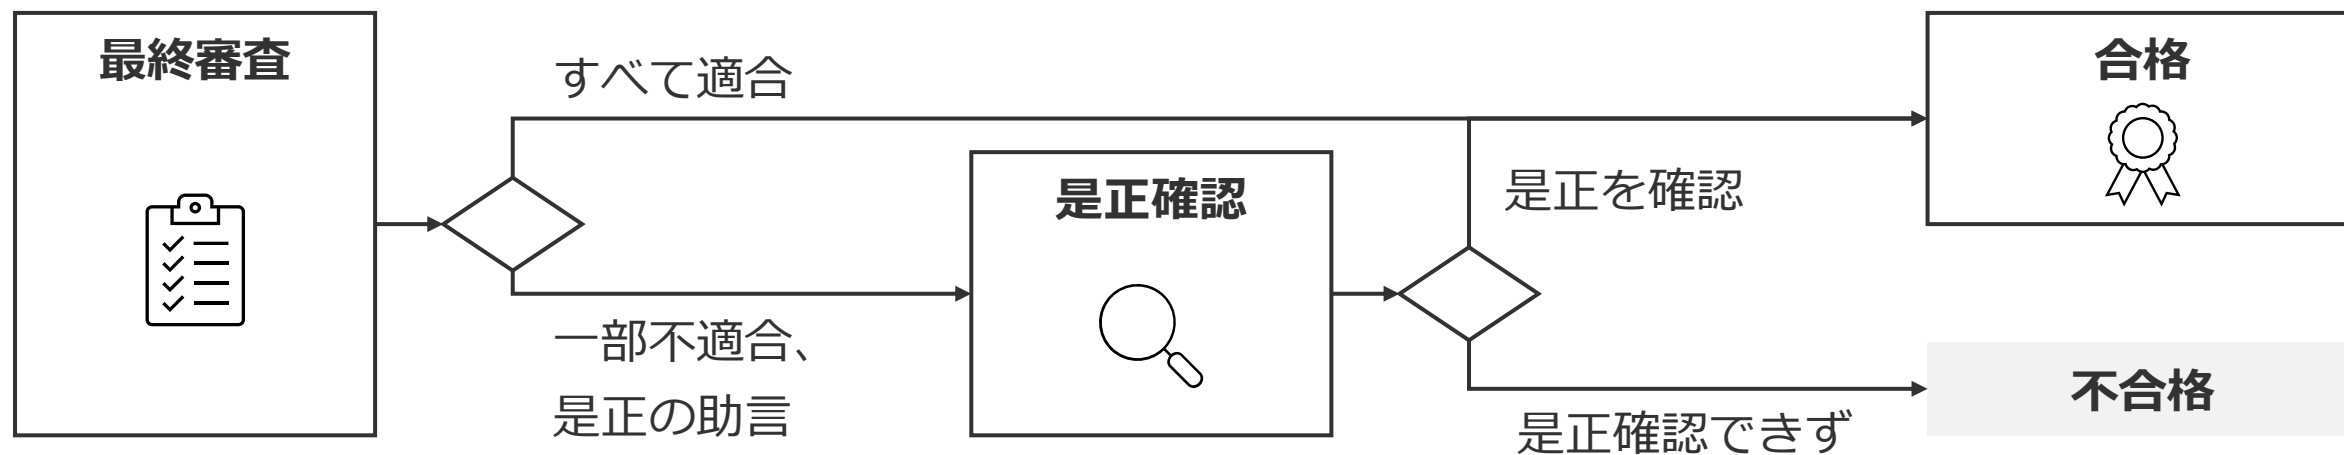 最終審査
すべて適合
合格
是正確認
是正を確認
一部不適合、
是正の助言
不合格
是正確認できず